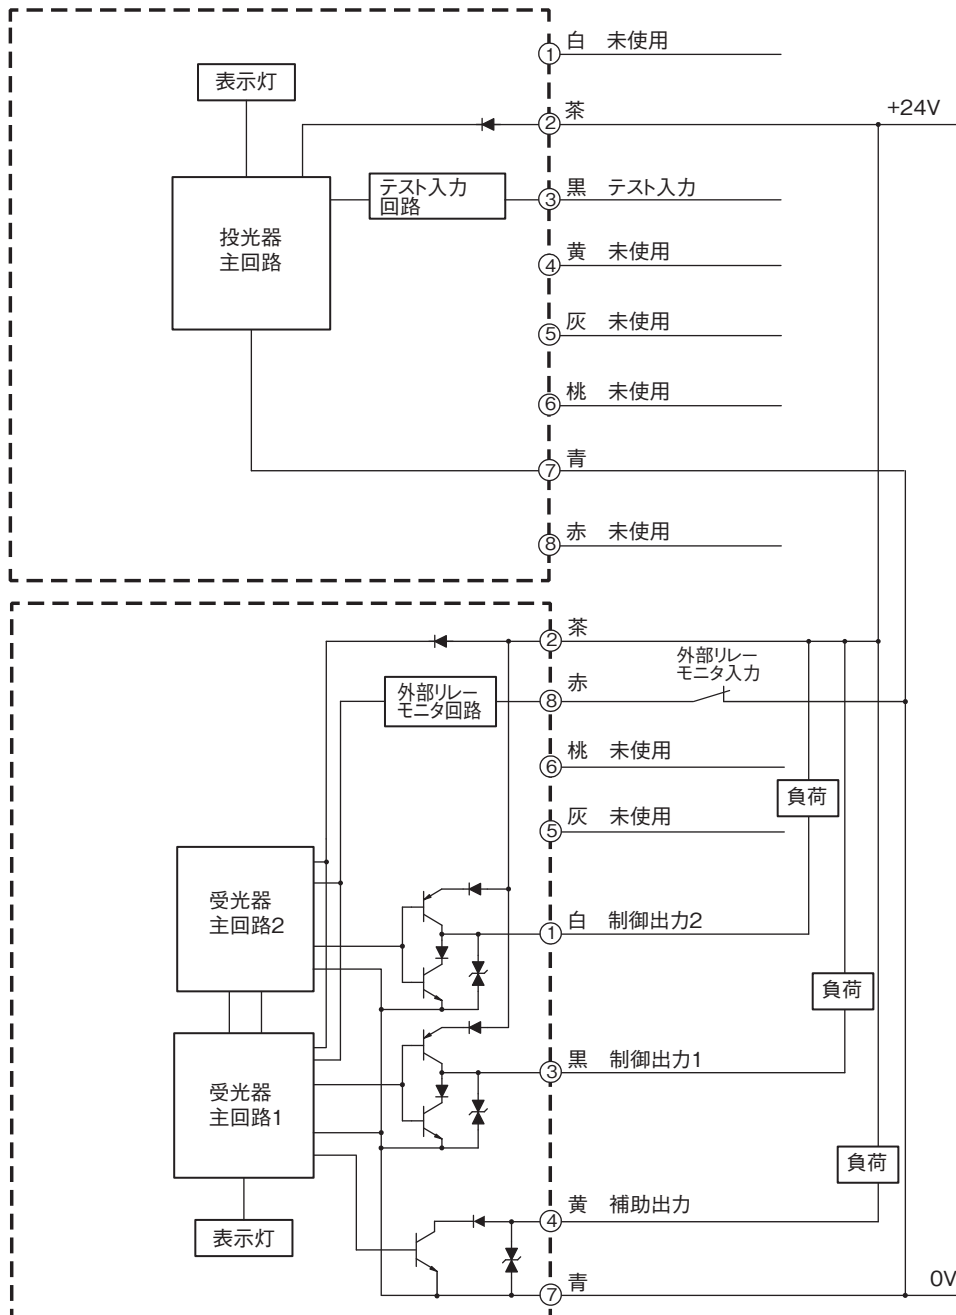 ① 白 未使用
表示灯
② 茶
+24V
テスト入力
回路
③ 黒 テスト入力
投光器
主回路
④ 黄 未使用
⑤ 灰 未使用
⑥ 桃 未使用
⑦ 青
⑧ 赤 未使用
② 茶
外部リレー
モニタ入力
外部リレー
モニタ回路
⑧ 赤
⑥ 桃 未使用
負荷
⑤ 灰 未使用
受光器
主回路2
① 白 制御出力2
負荷
③ 黒 制御出力1
受光器
主回路1
負荷
④ 黄 補助出力
表示灯
⑦ 青
0V